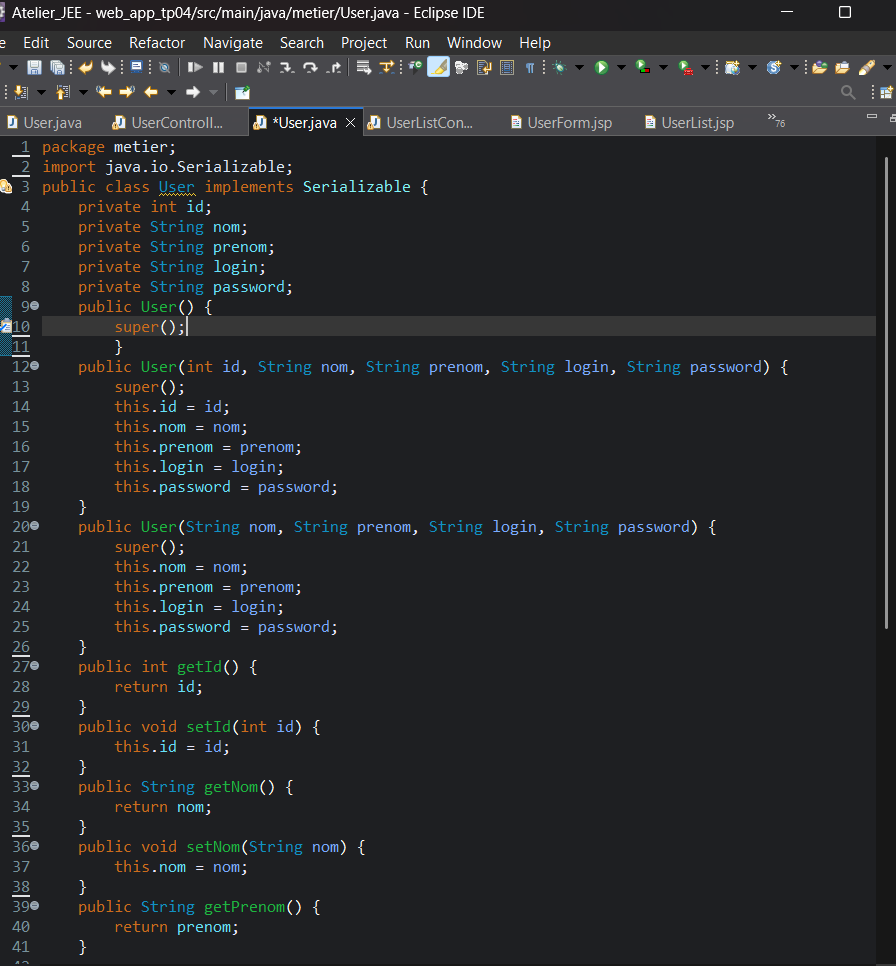 Atelier_JEE - web_app_tp04/src/main/java/metier/User.java - Eclipse IDE
e Edit Source Refactor Navigate Search Project Run Window Help
User.java UserControll... *User.java UserListCon... UserForm.jsp UserList.jsp »76
1 package metier;
2 import java.io.Serializable;
3 public class User implements Serializable {
4 private int id;
5 private String nom;
6 private String prenom;
7 private String login;
8 private String password;
9 public User() {
10 super();
11 }
12 public User(int id, String nom, String prenom, String login, String password) {
13 super();
14 this.id = id;
15 this.nom = nom;
16 this.prenom = prenom;
17 this.login = login;
18 this.password = password;
19 }
20 public User(String nom, String prenom, String login, String password) {
21 super();
22 this.nom = nom;
23 this.prenom = prenom;
24 this.login = login;
25 this.password = password;
26 }
27 public int getId() {
28 return id;
29 }
30 public void setId(int id) {
31 this.id = id;
32 }
33 public String getNom() {
34 return nom;
35 }
36 public void setNom(String nom) {
37 this.nom = nom;
38 }
39 public String getPrenom() {
40 return prenom;
41 }